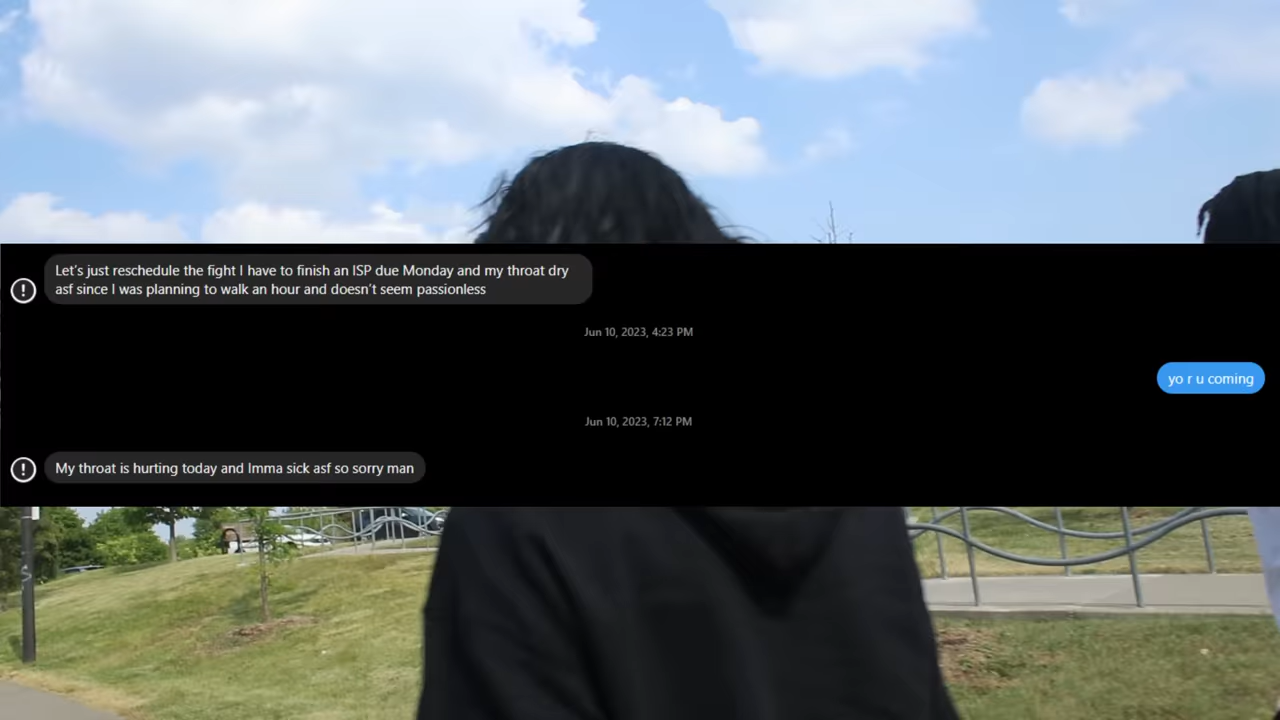 Let's just reschedule the fight I have to finish an ISP due Monday and my throat dry
asf since I was planning to walk an hour and doesn't seem passionless
Jun 10, 2023, 4:23 PM
yo r u coming
Jun 10, 2023, 7:12 PM
My throat is hurting today and Imma sick asf so sorry man